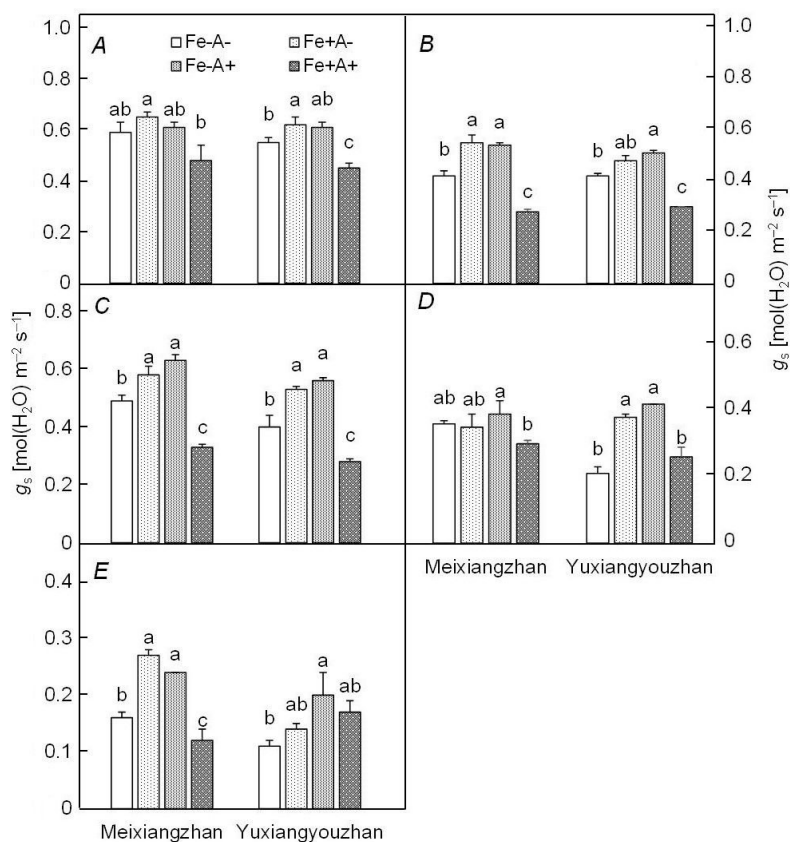 A
Fe-A-
Fe+A-
Fe-A+
Fe+A+
1.0
0.8
0.6
0.4
0.2
0
ab a ab b
b a ab c
B
1.0
0.8
0.6
0.4
0.2
0
b a a c
b ab a c
C
0.8
0.6
0.4
0.2
0
b a a c
b a a c
D
0.6
0.4
0.2
0
ab ab a b
b a a b
Meixiangzhan Yuxiangyouzhan
E
0.4
0.3
0.2
0.1
0
b a a c
b ab a ab
Meixiangzhan Yuxiangyouzhan
gs [mol(H2O) m−2 s−1]
gs [mol(H2O) m−2 s−1]